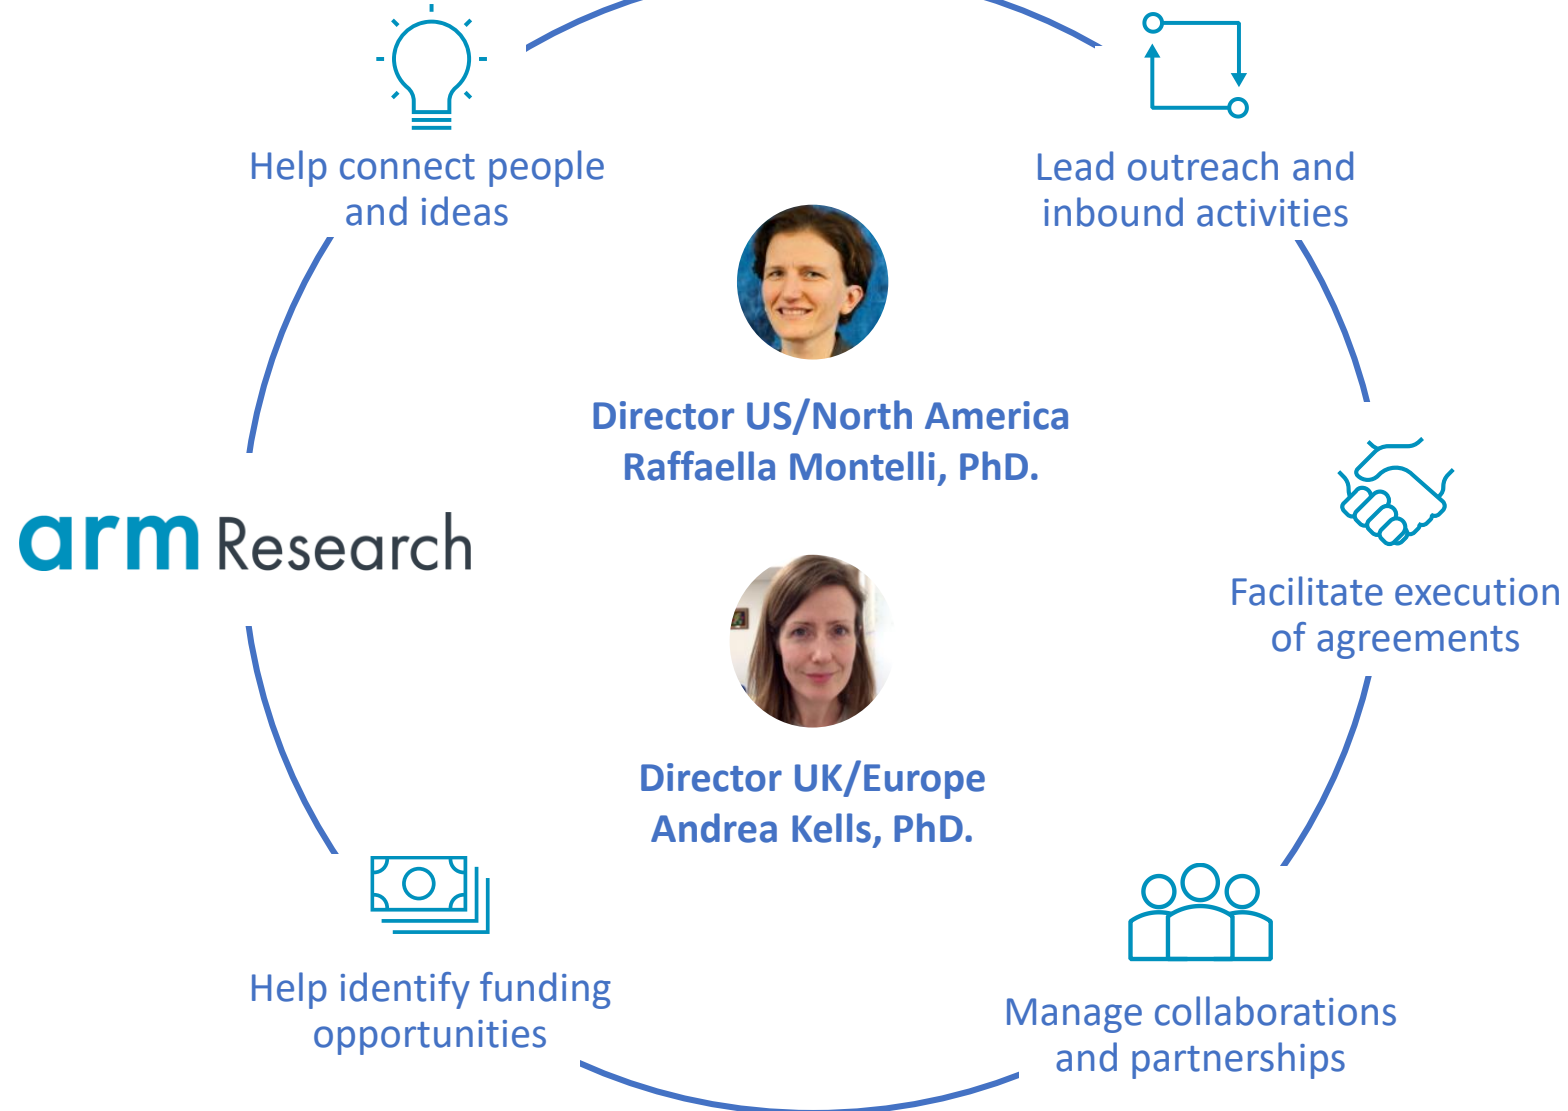 Help connect people
and ideas
Lead outreach and
inbound activities
Director US/North America
Raffaella Montelli, PhD.
arm Research
Facilitate execution
of agreements
Director UK/Europe
Andrea Kells, PhD.
Help identify funding
opportunities
Manage collaborations
and partnerships